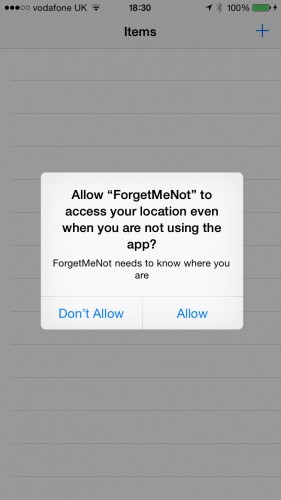 vodafone UK 18:30 100%
Items
Allow “ForgetMeNot” to
access your location even
when you are not using the
app?
ForgetMeNot needs to know where you
are
Don’t Allow Allow